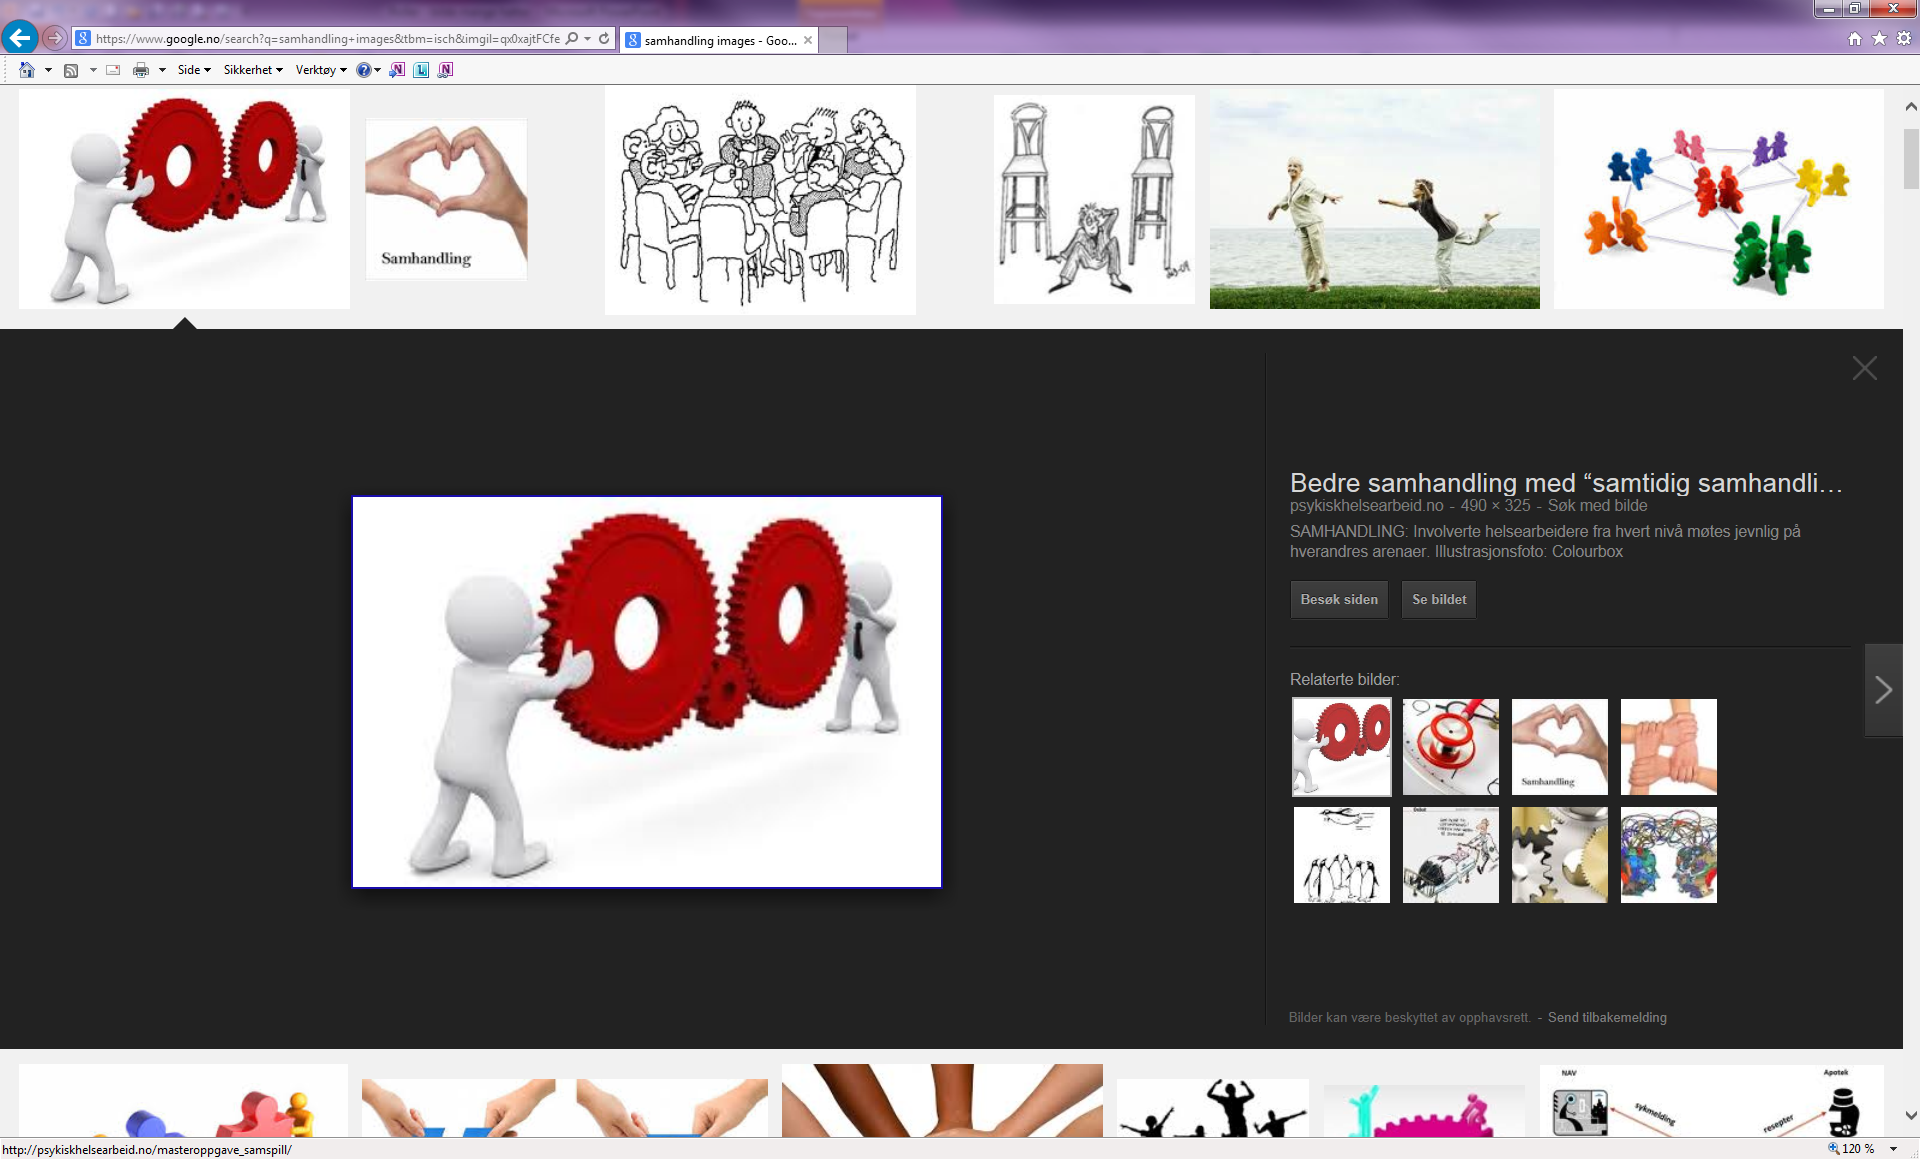 https://www.google.no/search?q=samhandling+images&tbm=isch&imgil=qx0xajtFCfe
samhandling images - Goo...
Side
Sikkerhet
Verktøy
Samhandling
Bedre samhandling med “samtidig samhandli…
psykiskhelsearbeid.no - 490 × 325 - Søk med bilde
SAMHANDLING: Involverte helsearbeidere fra hvert nivå møtes jevnlig på
hverandres arenaer. Illustrasjonsfoto: Colourbox
Besøk siden
Se bildet
Relaterte bilder:
Samhandling
Debat
Bilder kan være beskyttet av opphavsrett. - Send tilbakemelding
NAV
Apotek
sykmelding
resepter
http://psykiskhelsearbeid.no/masteroppgave_samspill/
120 %